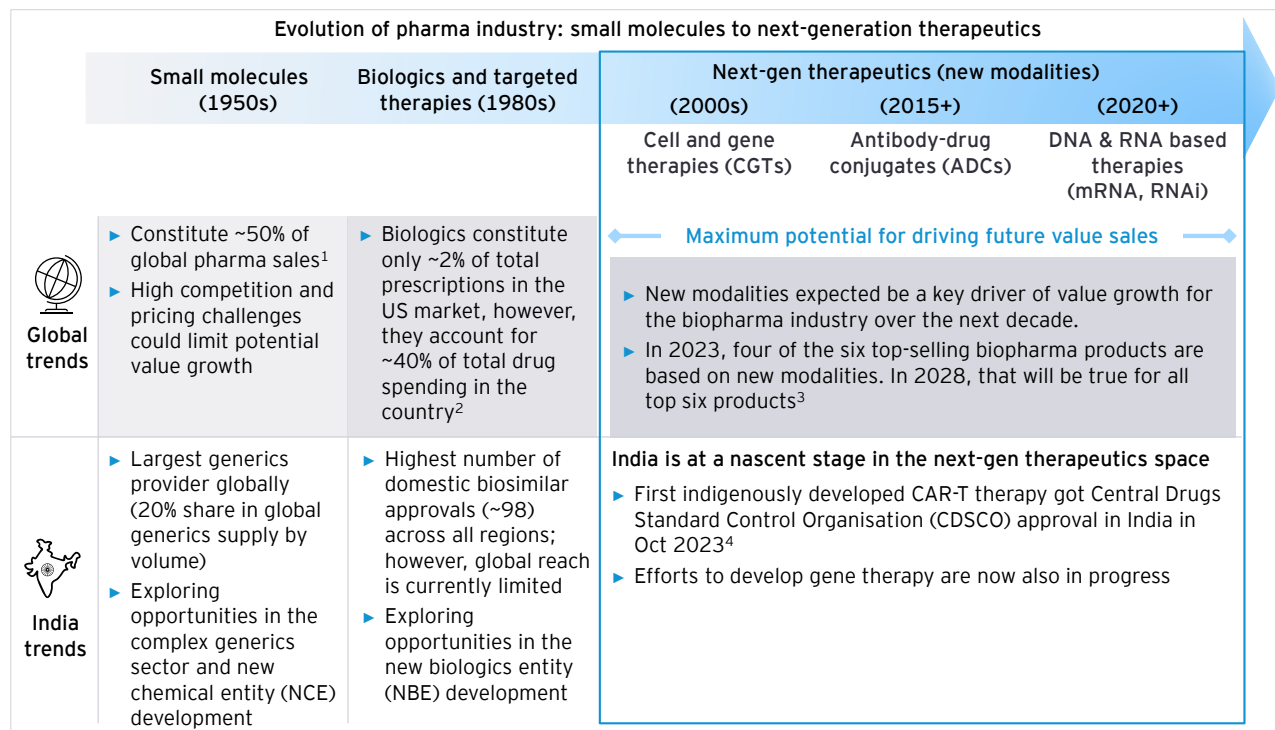 Evolution of pharma industry: small molecules to next-generation therapeutics
Small molecules
(1950s)
Biologics and targeted
therapies (1980s)
Next-gen therapeutics (new modalities)
(2000s)
(2015+)
(2020+)
Cell and gene
therapies (CGTs)
Antibody-drug
conjugates (ADCs)
DNA & RNA based
therapies
(mRNA, RNAi)
Global
trends
► Constitute ~50% of
global pharma sales¹
► High competition and
pricing challenges
could limit potential
value growth
► Biologics constitute
only ~2% of total
prescriptions in the
US market, however,
they account for
~40% of total drug
spending in the
country²
Maximum potential for driving future value sales
► New modalities expected be a key driver of value growth for
the biopharma industry over the next decade.
► In 2023, four of the six top-selling biopharma products are
based on new modalities. In 2028, that will be true for all
top six products³
India
trends
► Largest generics
provider globally
(20% share in global
generics supply by
volume)
► Exploring
opportunities in the
complex generics
sector and new
chemical entity (NCE)
development
► Highest number of
domestic biosimilar
approvals (~98)
across all regions;
however, global reach
is currently limited
► Exploring
opportunities in the
new biologics entity
(NBE) development
India is at a nascent stage in the next-gen therapeutics space
► First indigenously developed CAR-T therapy got Central Drugs
Standard Control Organisation (CDSCO) approval in India in
Oct 2023⁴
► Efforts to develop gene therapy are now also in progress